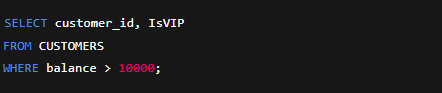 SELECT customer_id, IsVIP
FROM CUSTOMERS
WHERE balance > 10000;